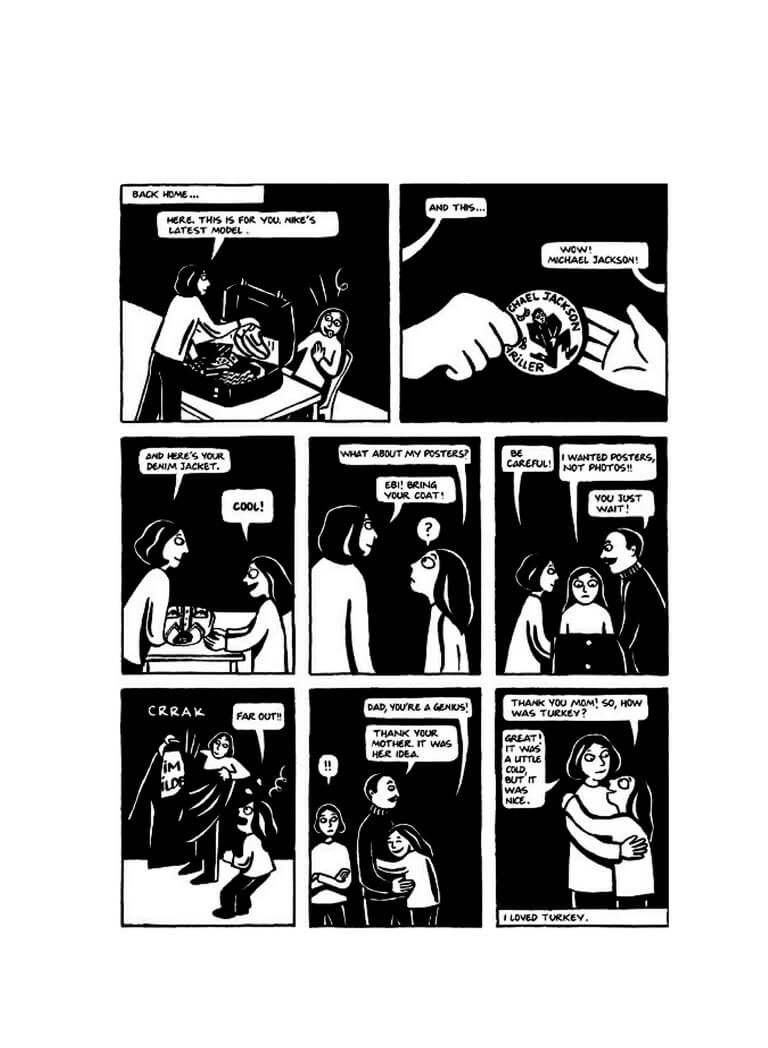 BACK HOME...
HERE. THIS IS FOR YOU. NIKE'S
LATEST MODEL.
AND THIS...
WOW!
MICHAEL JACKSON!
CHAEL JACKSON
RILLER
AND HERE'S YOUR
DENIM JACKET.
COOL!
WHAT ABOUT MY POSTERS?
EBI! BRING
YOUR COAT!
?
BE
CAREFUL!
I WANTED POSTERS,
NOT PHOTOS!!
YOU JUST
WAIT!
CRRAK
FAR OUT!!
IM
ILDE
DAD, YOU'RE A GENIUS!
THANK YOUR
MOTHER. IT WAS
HER IDEA.
!!
THANK YOU MOM! SO, HOW
WAS TURKEY?
GREAT!
IT WAS
A LITTLE
COLD,
BUT IT
WAS
NICE.
I LOVED TURKEY.